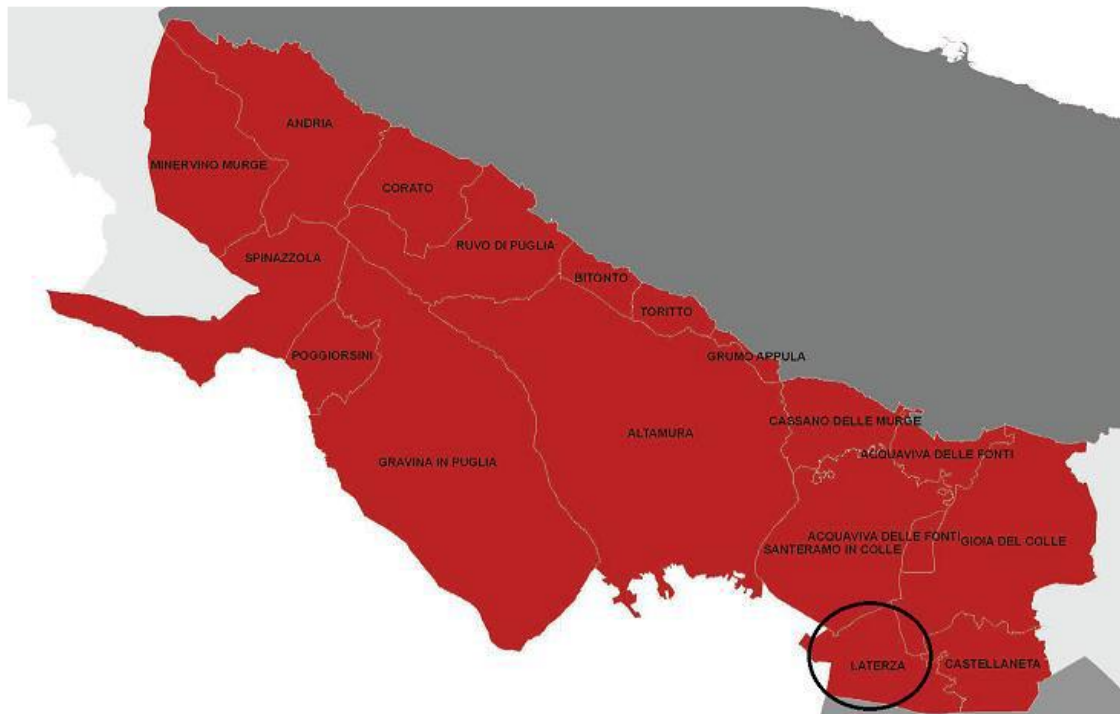 ANDRIA
MINERVINO MURGE
CORATO
RUVO DI PUGLIA
SPINAZZOLA
BITONTO
TORITTO
POGGIORSINI
GRUMO APPULA
CASSANO DELLE MURGE
ALTAMURA
ACQUAVIVA DELLE FONTI
GRAVINA IN PUGLIA
ACQUAVIVA DELLE FONTI
GIOIA DEL COLLE
SANTERAMO IN COLLE
LATERZA
CASTELLANETA